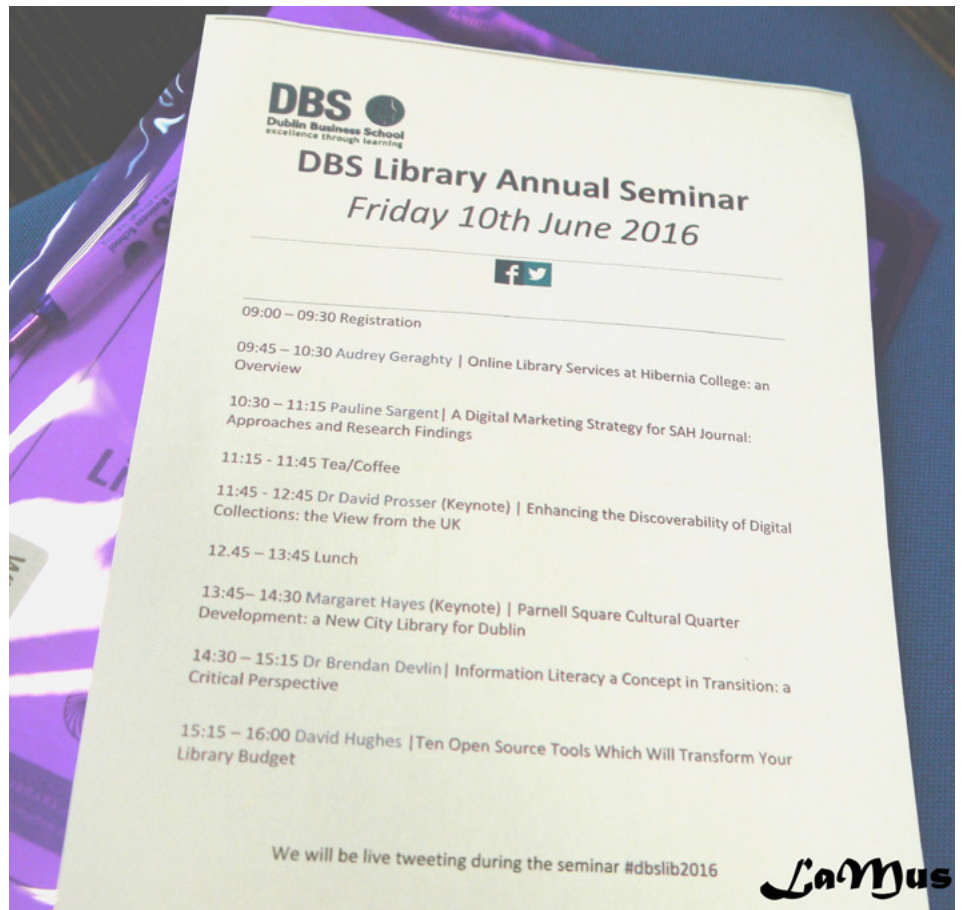 DBS
Dublin Business School
excellence through learning
DBS Library Annual Seminar
Friday 10th June 2016
09:00 – 09:30 Registration
09:45 – 10:30 Audrey Geraghty | Online Library Services at Hibernia College: an
Overview
10:30 – 11:15 Pauline Sargent| A Digital Marketing Strategy for SAH Journal:
Approaches and Research Findings
11:15 - 11:45 Tea/Coffee
11:45 - 12:45 Dr David Prosser (Keynote) | Enhancing the Discoverability of Digital
Collections: the View from the UK
12.45 – 13:45 Lunch
13:45– 14:30 Margaret Hayes (Keynote) | Parnell Square Cultural Quarter
Development: a New City Library for Dublin
14:30 – 15:15 Dr Brendan Devlin| Information Literacy a Concept in Transition: a
Critical Perspective
15:15 – 16:00 David Hughes |Ten Open Source Tools Which Will Transform Your
Library Budget
We will be live tweeting during the seminar #dbslib2016
LaMus